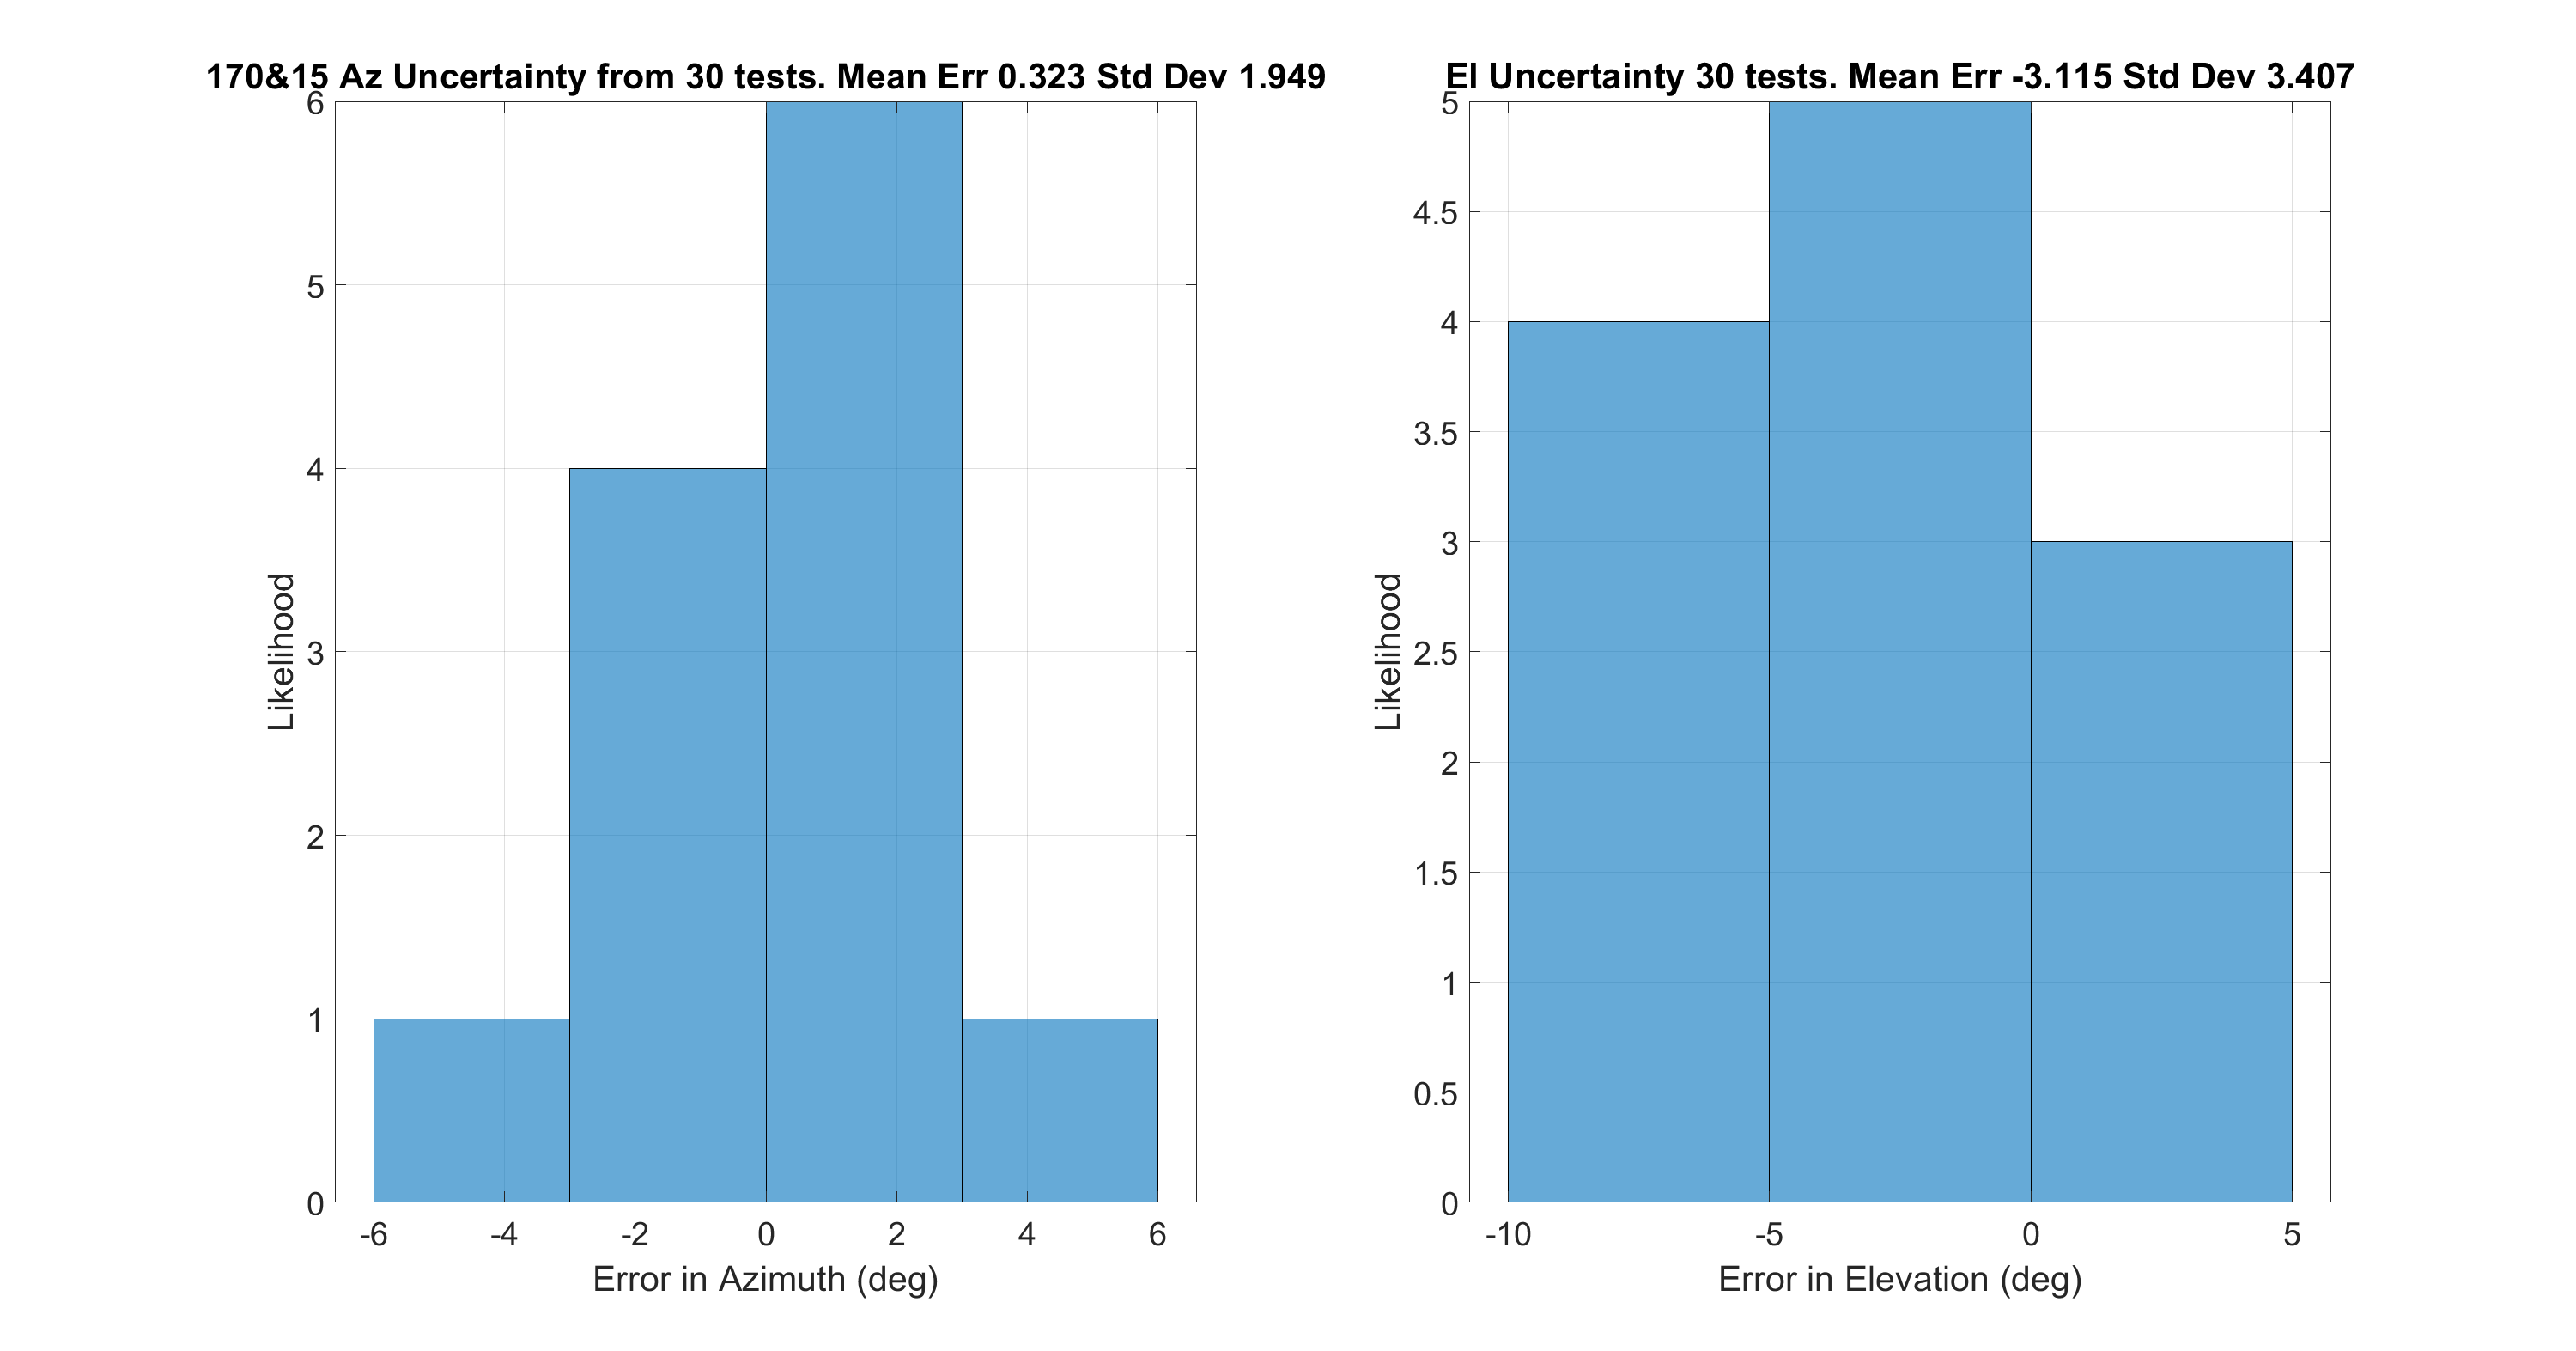 170&15 Az Uncertainty from 30 tests. Mean Err 0.323 Std Dev 1.949
6
5
4
3
2
1
0
Likelihood
-6 -4 -2 0 2 4 6
Error in Azimuth (deg)
El Uncertainty 30 tests. Mean Err -3.115 Std Dev 3.407
5
4.5
4
3.5
3
2.5
2
1.5
1
0.5
0
Likelihood
-10 -5 0 5
Error in Elevation (deg)